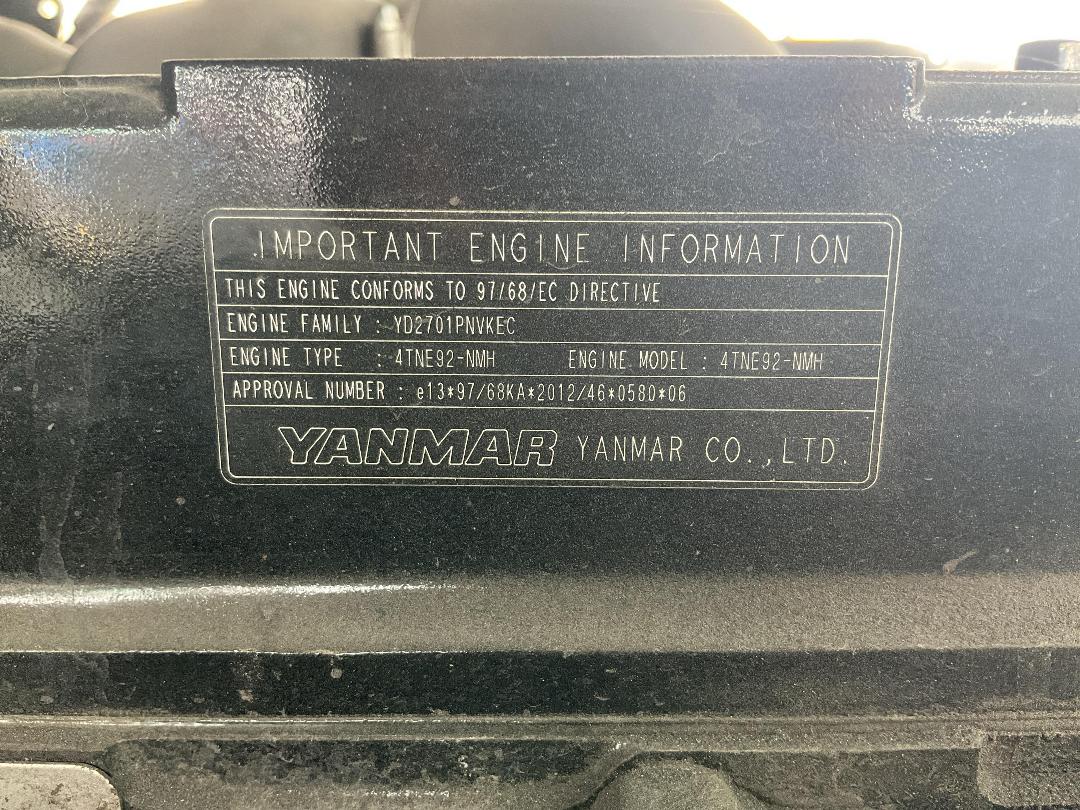 IMPORTANT ENGINE INFORMATION
THIS ENGINE CONFORMS TO 97/68/EC DIRECTIVE
ENGINE FAMILY : YD2701PNVKEC
ENGINE TYPE : 4TNE92-NMH ENGINE MODEL : 4TNE92-NMH
APPROVAL NUMBER : e13*97/68KA*2012/46*0580*06
YANMAR YANMAR CO.,LTD.